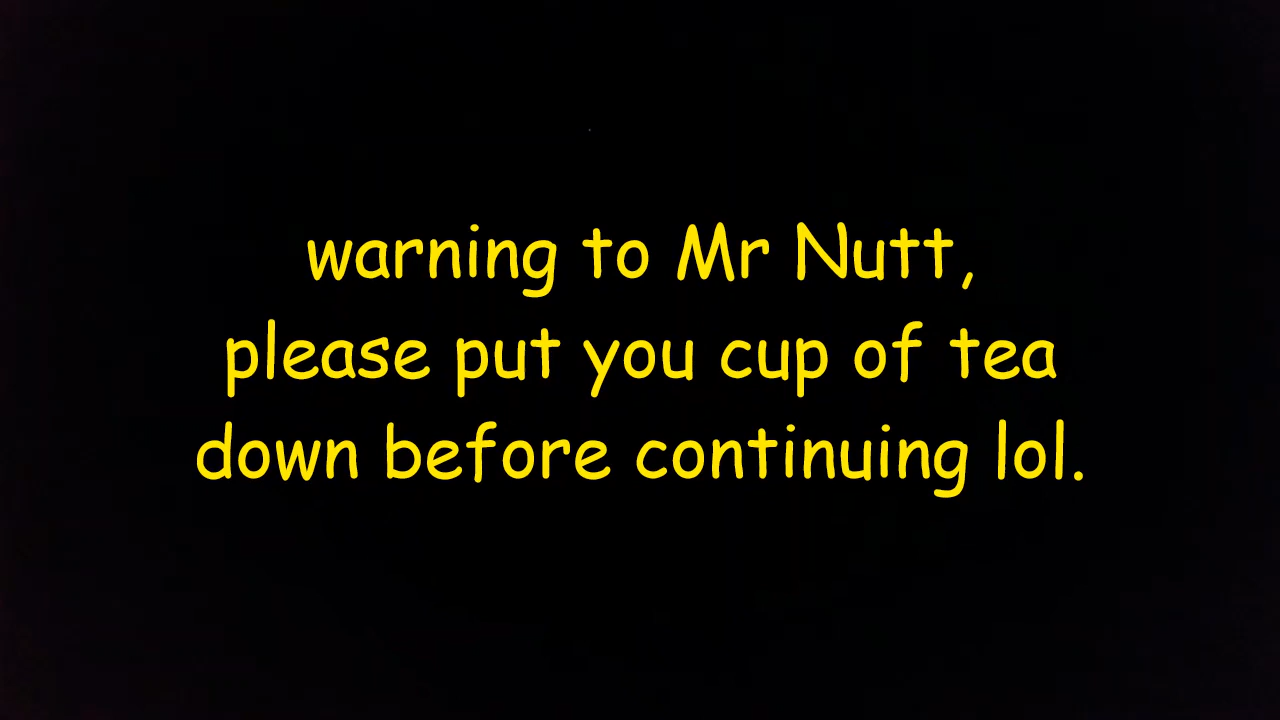 warning to Mr Nutt,
please put you cup of tea
down before continuing lol.